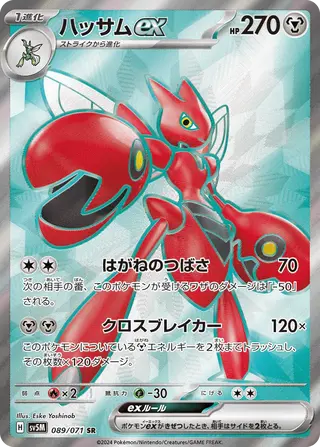 1進化
ハッサムex
HP 270
ストライクから進化
はがねのつばさ 70
次の相手の番、このポケモンが受けるワザのダメージは「-50」
される。
クロスブレイカー 120×
このポケモンについているエネルギーを2枚までトラッシュし、
その枚数×120ダメージ。
弱点 ×2 抵抗力 -30 にげる
exルール
ポケモンexがきぜつしたとき、相手はサイドを2枚とる。
Illus. Eske Yoshinob
H sv5M 089/071 SR
©2024 Pokémon/Nintendo/Creatures/GAME FREAK.